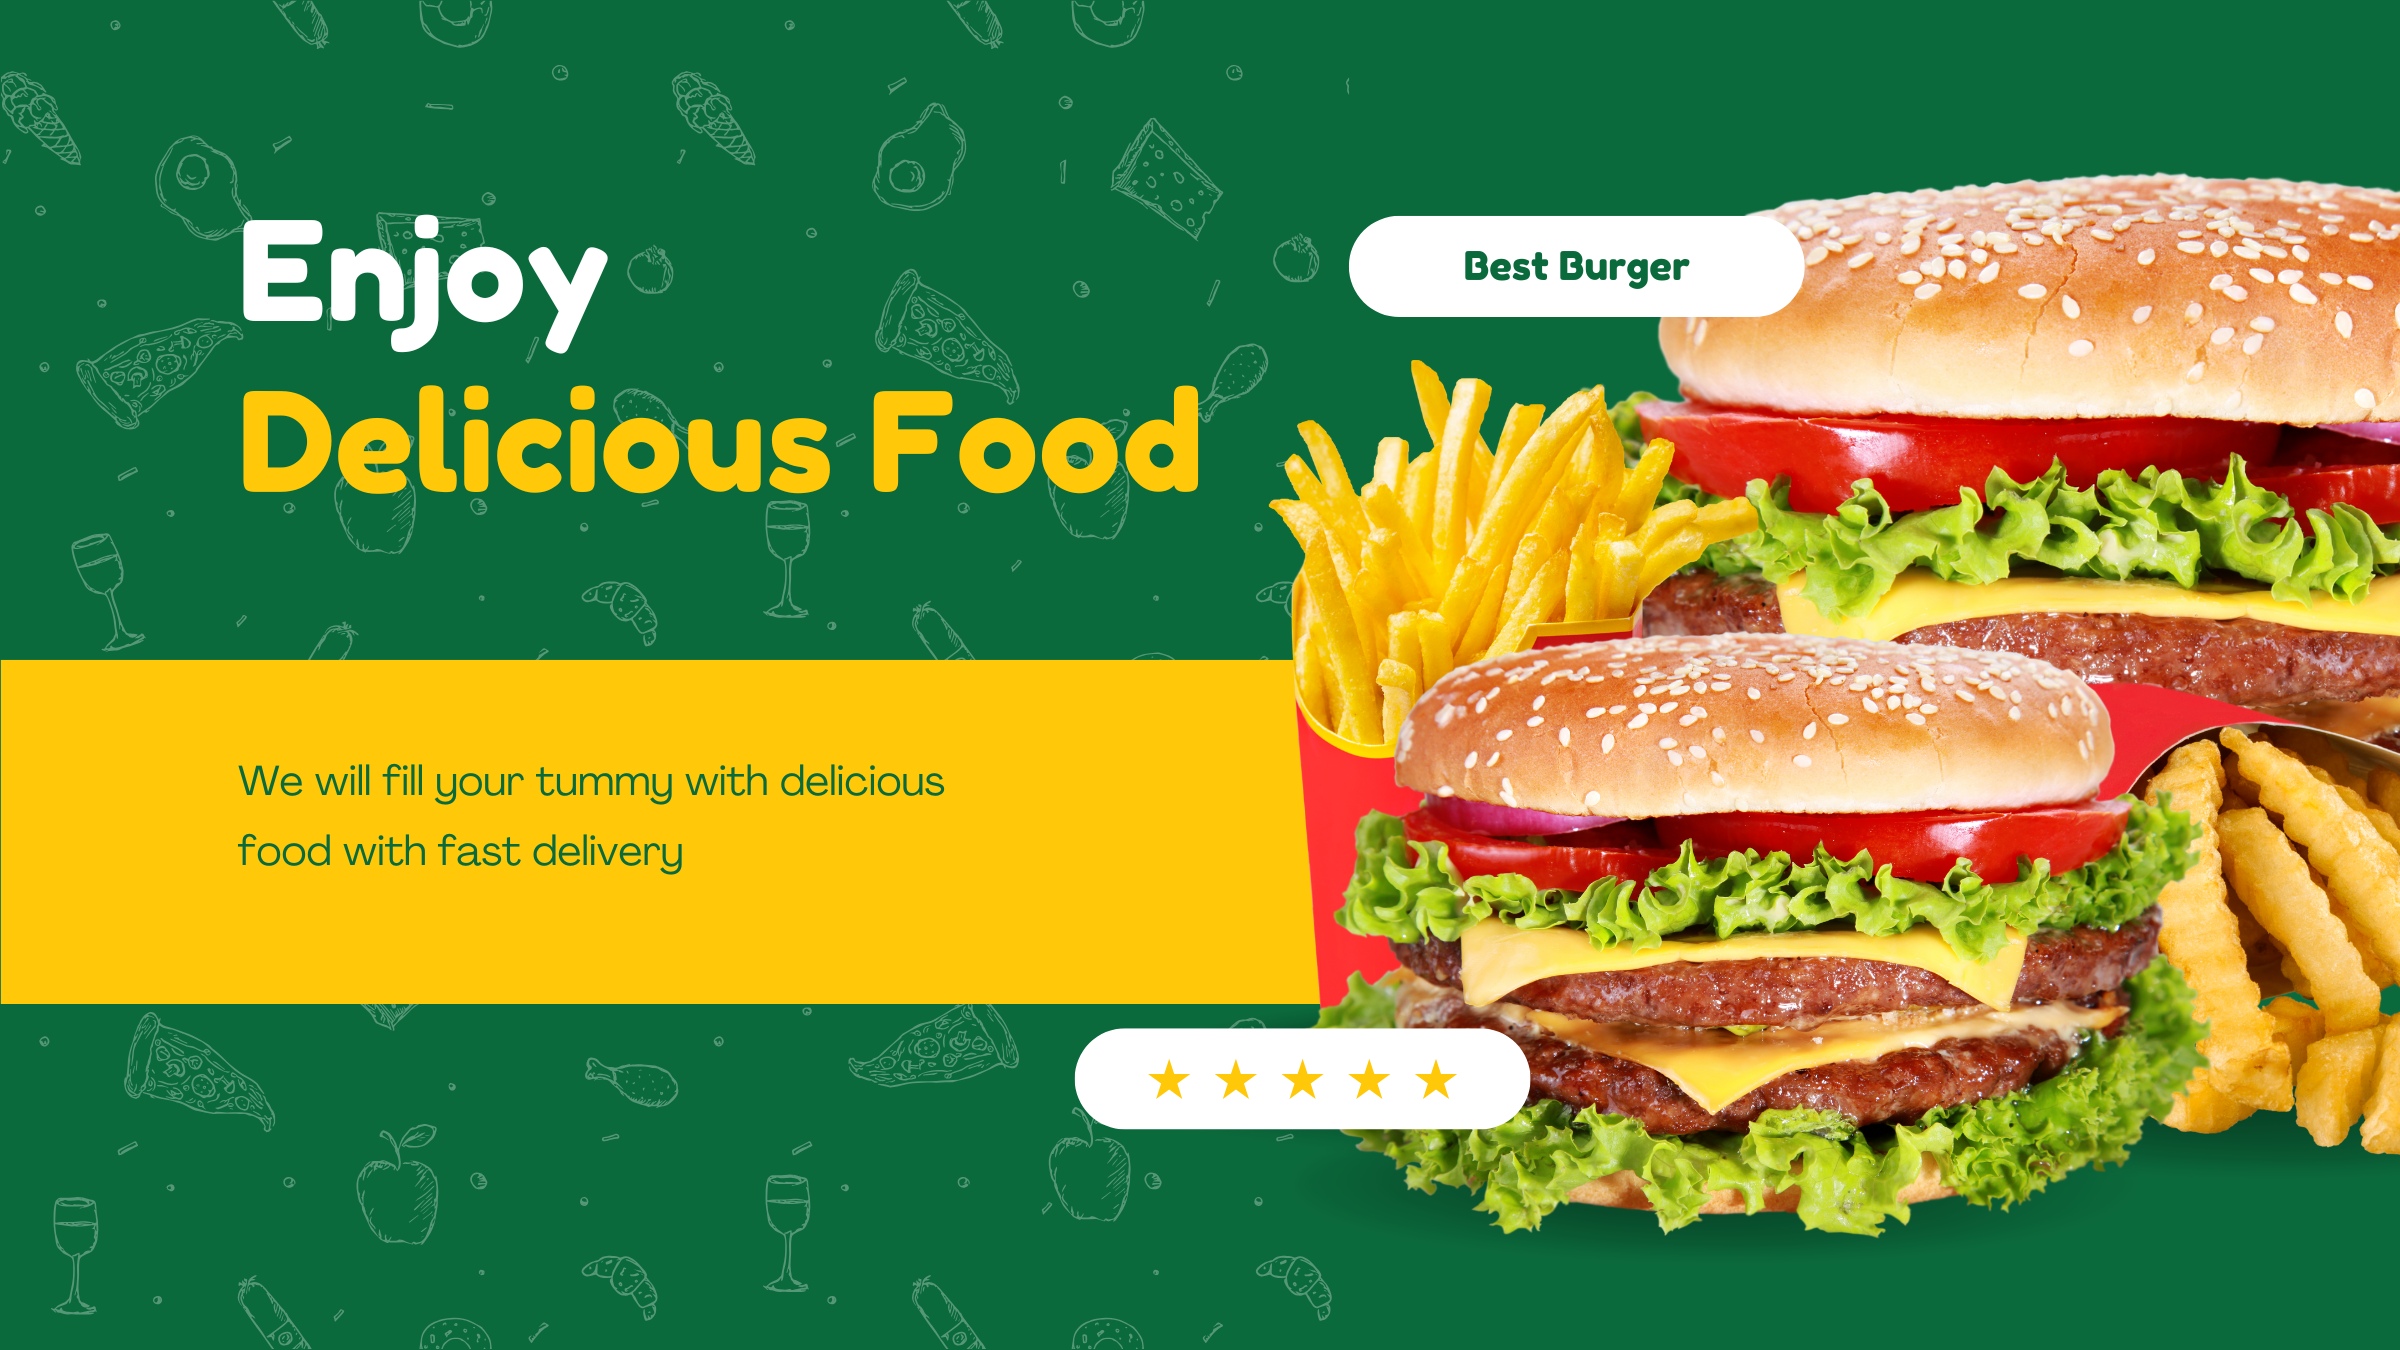 Enjoy
Delicious Food
Best Burger
We will fill your tummy with delicious
food with fast delivery